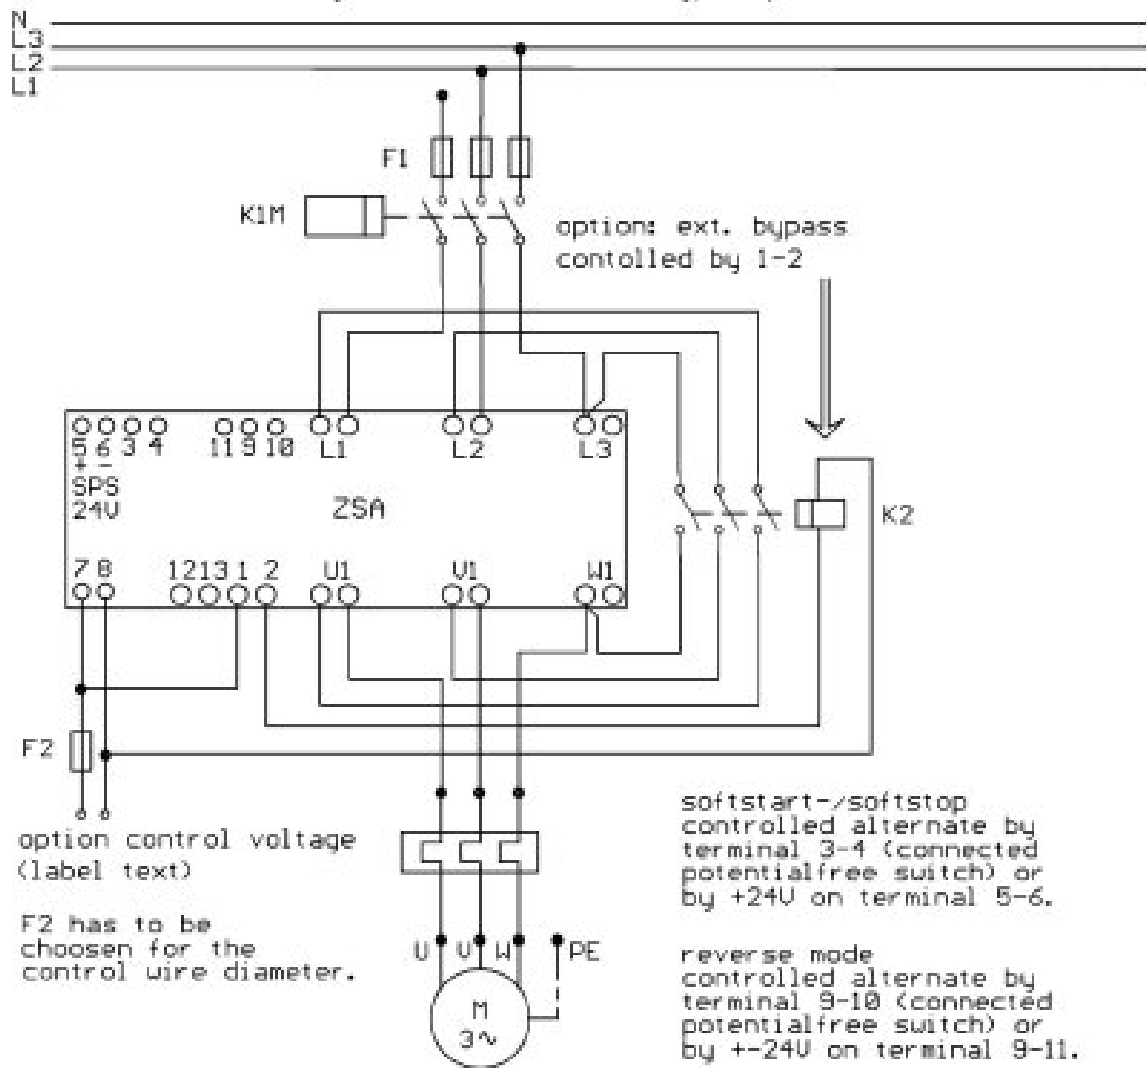 N
L3
L2
L1
F1
K1M
option: ext. bypass
contolled by 1-2
5 6 3 4 11 9 10 L1 L2 L3
+ -
SPS
24V
ZSA
K2
7 8 12 13 1 2 U1 V1 W1
F2
option control voltage
(label text)
F2 has to be
choosen for the
control wire diameter.
softstart-/softstop
controlled alternate by
terminal 3-4 (connected
potentialfree switch) or
by +24V on terminal 5-6.
U V W PE
M
3∿
reverse mode
controlled alternate by
terminal 9-10 (connected
potentialfree switch) or
by +-24V on terminal 9-11.